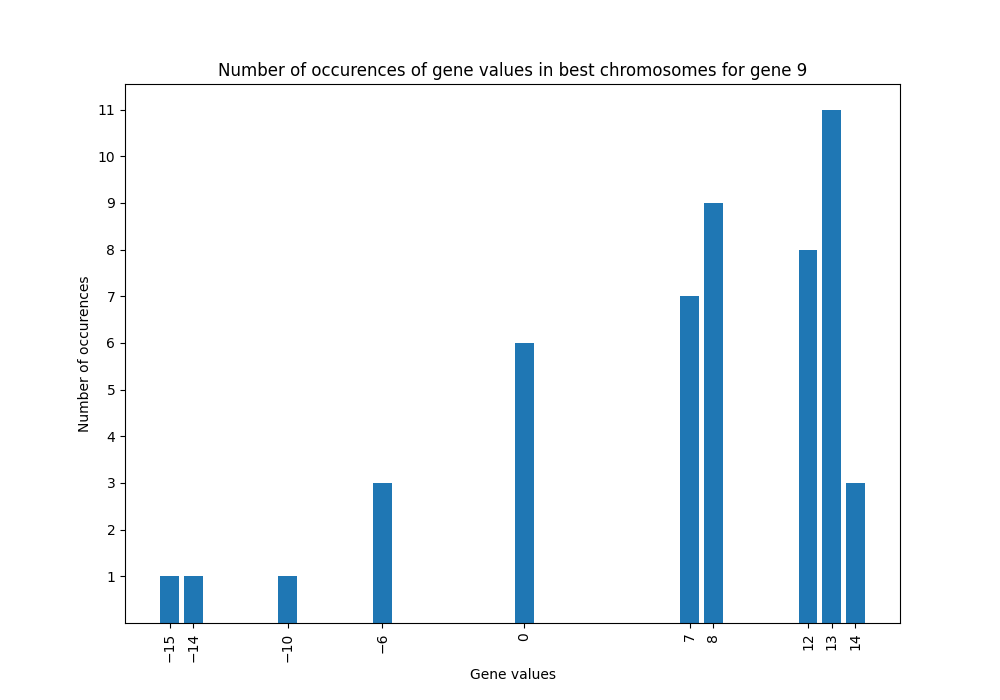 Number of occurences of gene values in best chromosomes for gene 9
11
10
9
8
7
6
5
4
3
2
1
Number of occurences
−15 −14 −10 −6 0 7 8 12 13 14
Gene values